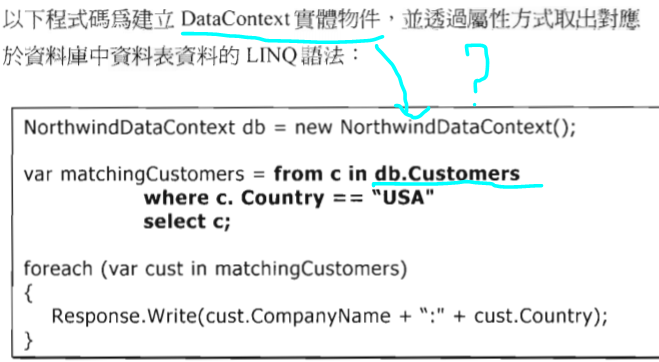 以下程式碼爲建立 DataContext 實體物件，並透過屬性方式取出對應
於資料庫中資料表資料的 LINQ 語法：
?
NorthwindDataContext db = new NorthwindDataContext();
var matchingCustomers = from c in db.Customers
where c. Country == “USA"
select c;
foreach (var cust in matchingCustomers)
{
Response.Write(cust.CompanyName + “:" + cust.Country);
}